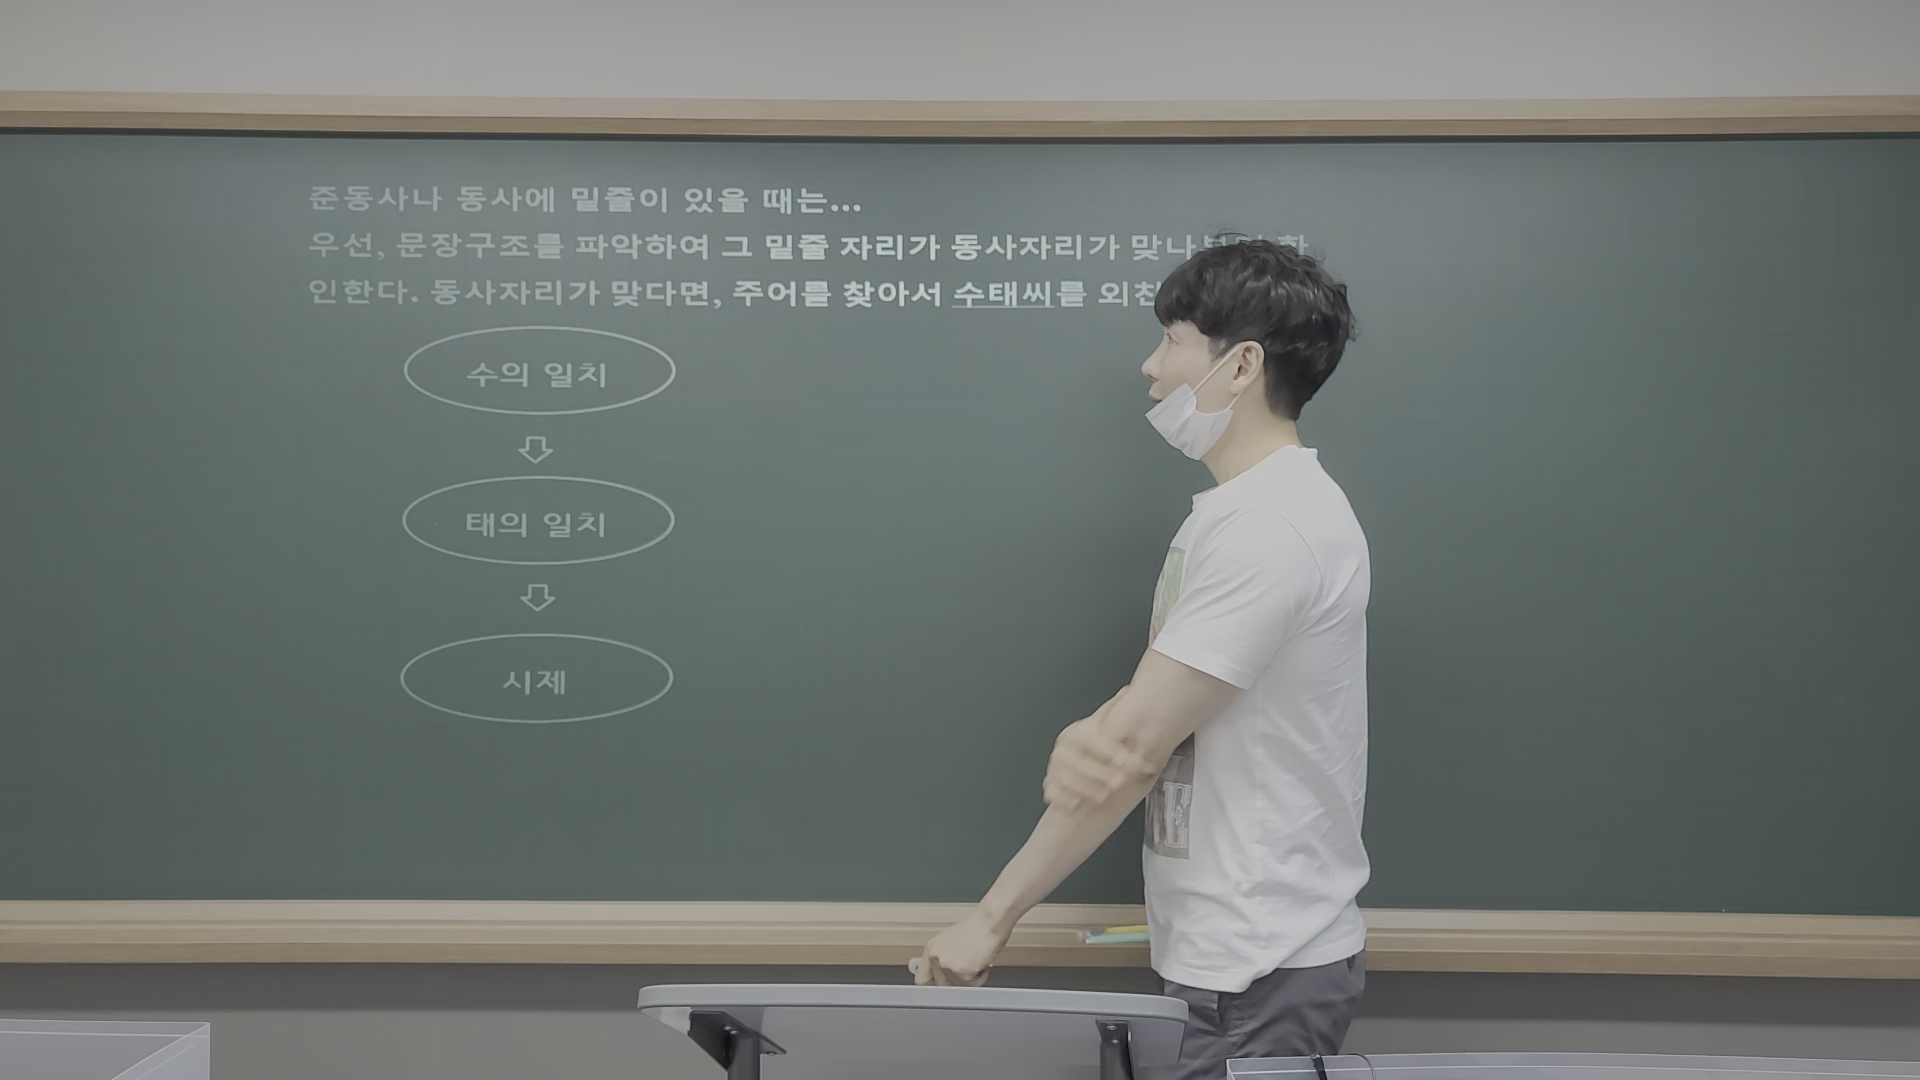 준동사나 동사에 밑줄이 있을 때는...
우선, 문장구조를 파악하여 그 밑줄 자리가 동사자리가
인한다. 동사자리가 맞다면, 주어를 찾아서 수태씨를
수의 일치
태의 일치
시제